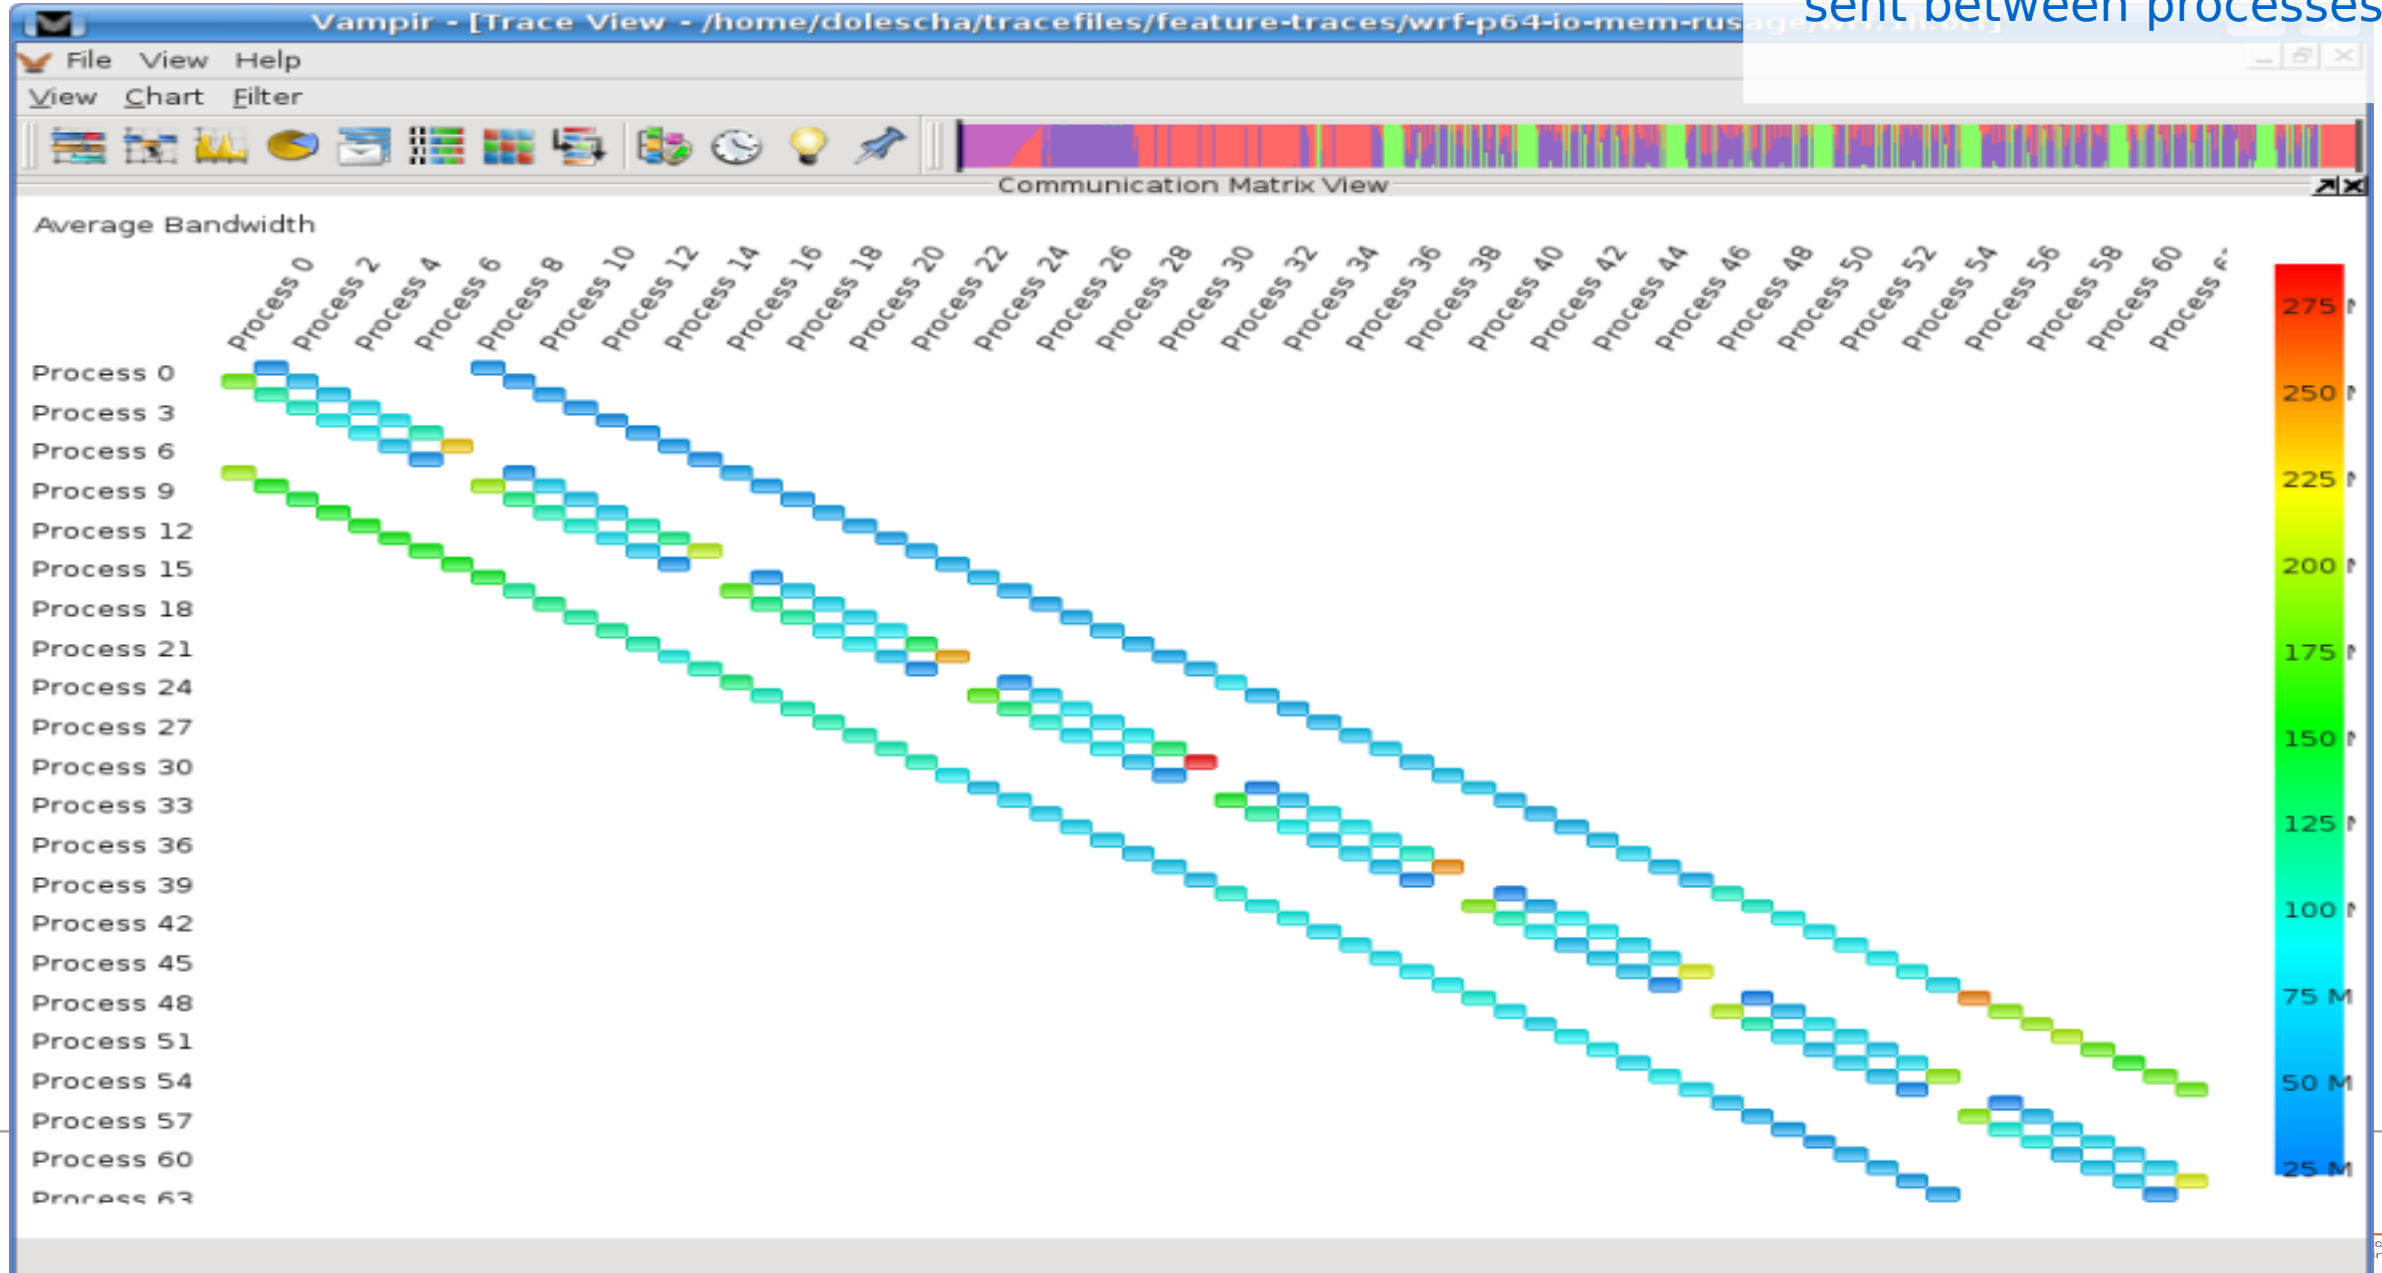 sent between processes
Vampir - [Trace View - /home/dolescha/tracefiles/feature-traces/wrf-p64-io-mem-rusage/wrf.1h.otf]
File View Help
View Chart Filter
Communication Matrix View
Average Bandwidth
Process 0 Process 2 Process 4 Process 6 Process 8 Process 10 Process 12 Process 14 Process 16 Process 18 Process 20 Process 22 Process 24 Process 26 Process 28 Process 30 Process 32 Process 34 Process 36 Process 38 Process 40 Process 42 Process 44 Process 46 Process 48 Process 50 Process 52 Process 54 Process 56 Process 58 Process 60 Process
Process 0
Process 3
Process 6
Process 9
Process 12
Process 15
Process 18
Process 21
Process 24
Process 27
Process 30
Process 33
Process 36
Process 39
Process 42
Process 45
Process 48
Process 51
Process 54
Process 57
Process 60
Process 63
275
250
225
200
175
150
125
100
75 M
50 M
25 M